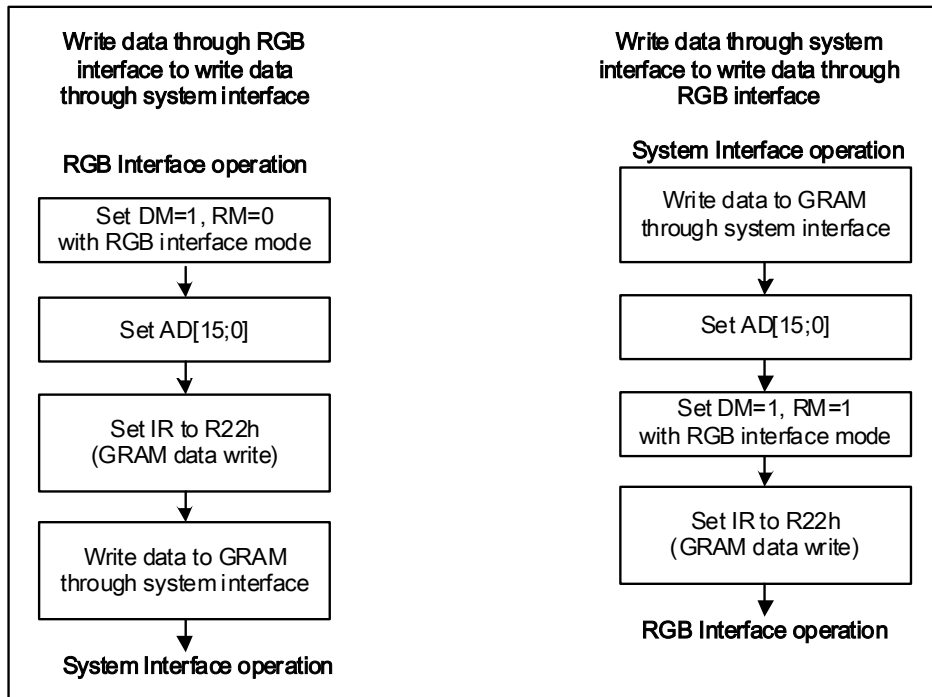 Write data through RGB
interface to write data
through system interface
RGB Interface operation
Set DM=1, RM=0
with RGB interface mode
Set AD[15;0]
Set IR to R22h
(GRAM data write)
Write data to GRAM
through system interface
System Interface operation
Write data through system
interface to write data through
RGB interface
System Interface operation
Write data to GRAM
through system interface
Set AD[15;0]
Set DM=1, RM=1
with RGB interface mode
Set IR to R22h
(GRAM data write)
RGB Interface operation